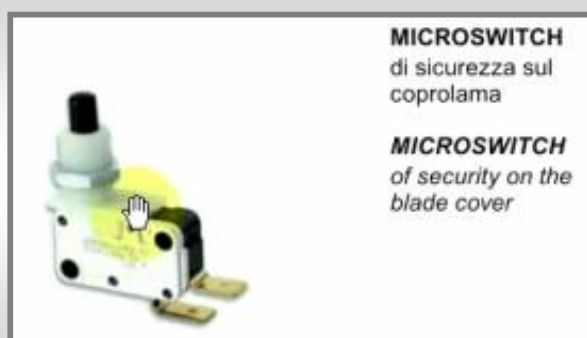 MICROSWITCH
di sicurezza sul
coprolama
MICROSWITCH
of security on the
blade cover